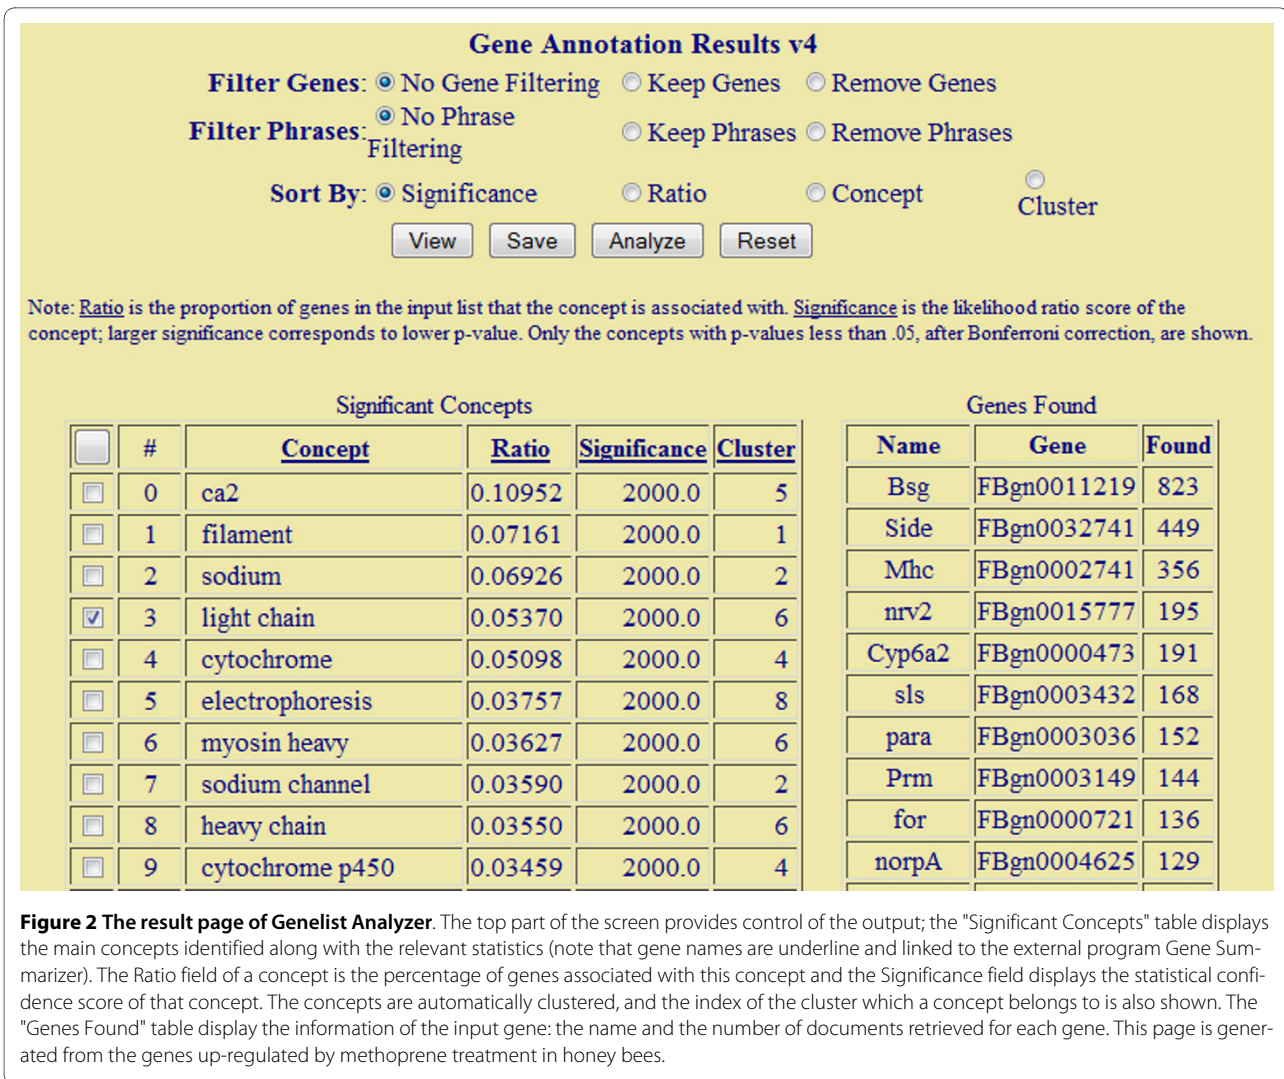 Gene Annotation Results v4
Filter Genes: No Gene Filtering Keep Genes Remove Genes
Filter Phrases: No Phrase Filtering Keep Phrases Remove Phrases
Sort By: Significance Ratio Concept Cluster
View Save Analyze Reset
Note: Ratio is the proportion of genes in the input list that the concept is associated with. Significance is the likelihood ratio score of the
concept; larger significance corresponds to lower p-value. Only the concepts with p-values less than .05, after Bonferroni correction, are shown.
Significant Concepts
# Concept Ratio Significance Cluster
0 ca2 0.10952 2000.0 5
1 filament 0.07161 2000.0 1
2 sodium 0.06926 2000.0 2
3 light chain 0.05370 2000.0 6
4 cytochrome 0.05098 2000.0 4
5 electrophoresis 0.03757 2000.0 8
6 myosin heavy 0.03627 2000.0 6
7 sodium channel 0.03590 2000.0 2
8 heavy chain 0.03550 2000.0 6
9 cytochrome p450 0.03459 2000.0 4
Genes Found
Name Gene Found
Bsg FBgn0011219 823
Side FBgn0032741 449
Mhc FBgn0002741 356
nrv2 FBgn0015777 195
Cyp6a2 FBgn0000473 191
sls FBgn0003432 168
para FBgn0003036 152
Prm FBgn0003149 144
for FBgn0000721 136
norpA FBgn0004625 129
Figure 2 The result page of Genelist Analyzer. The top part of the screen provides control of the output; the "Significant Concepts" table displays
the main concepts identified along with the relevant statistics (note that gene names are underline and linked to the external program Gene Sum-
marizer). The Ratio field of a concept is the percentage of genes associated with this concept and the Significance field displays the statistical confi-
dence score of that concept. The concepts are automatically clustered, and the index of the cluster which a concept belongs to is also shown. The
"Genes Found" table display the information of the input gene: the name and the number of documents retrieved for each gene. This page is gener-
ated from the genes up-regulated by methoprene treatment in honey bees.